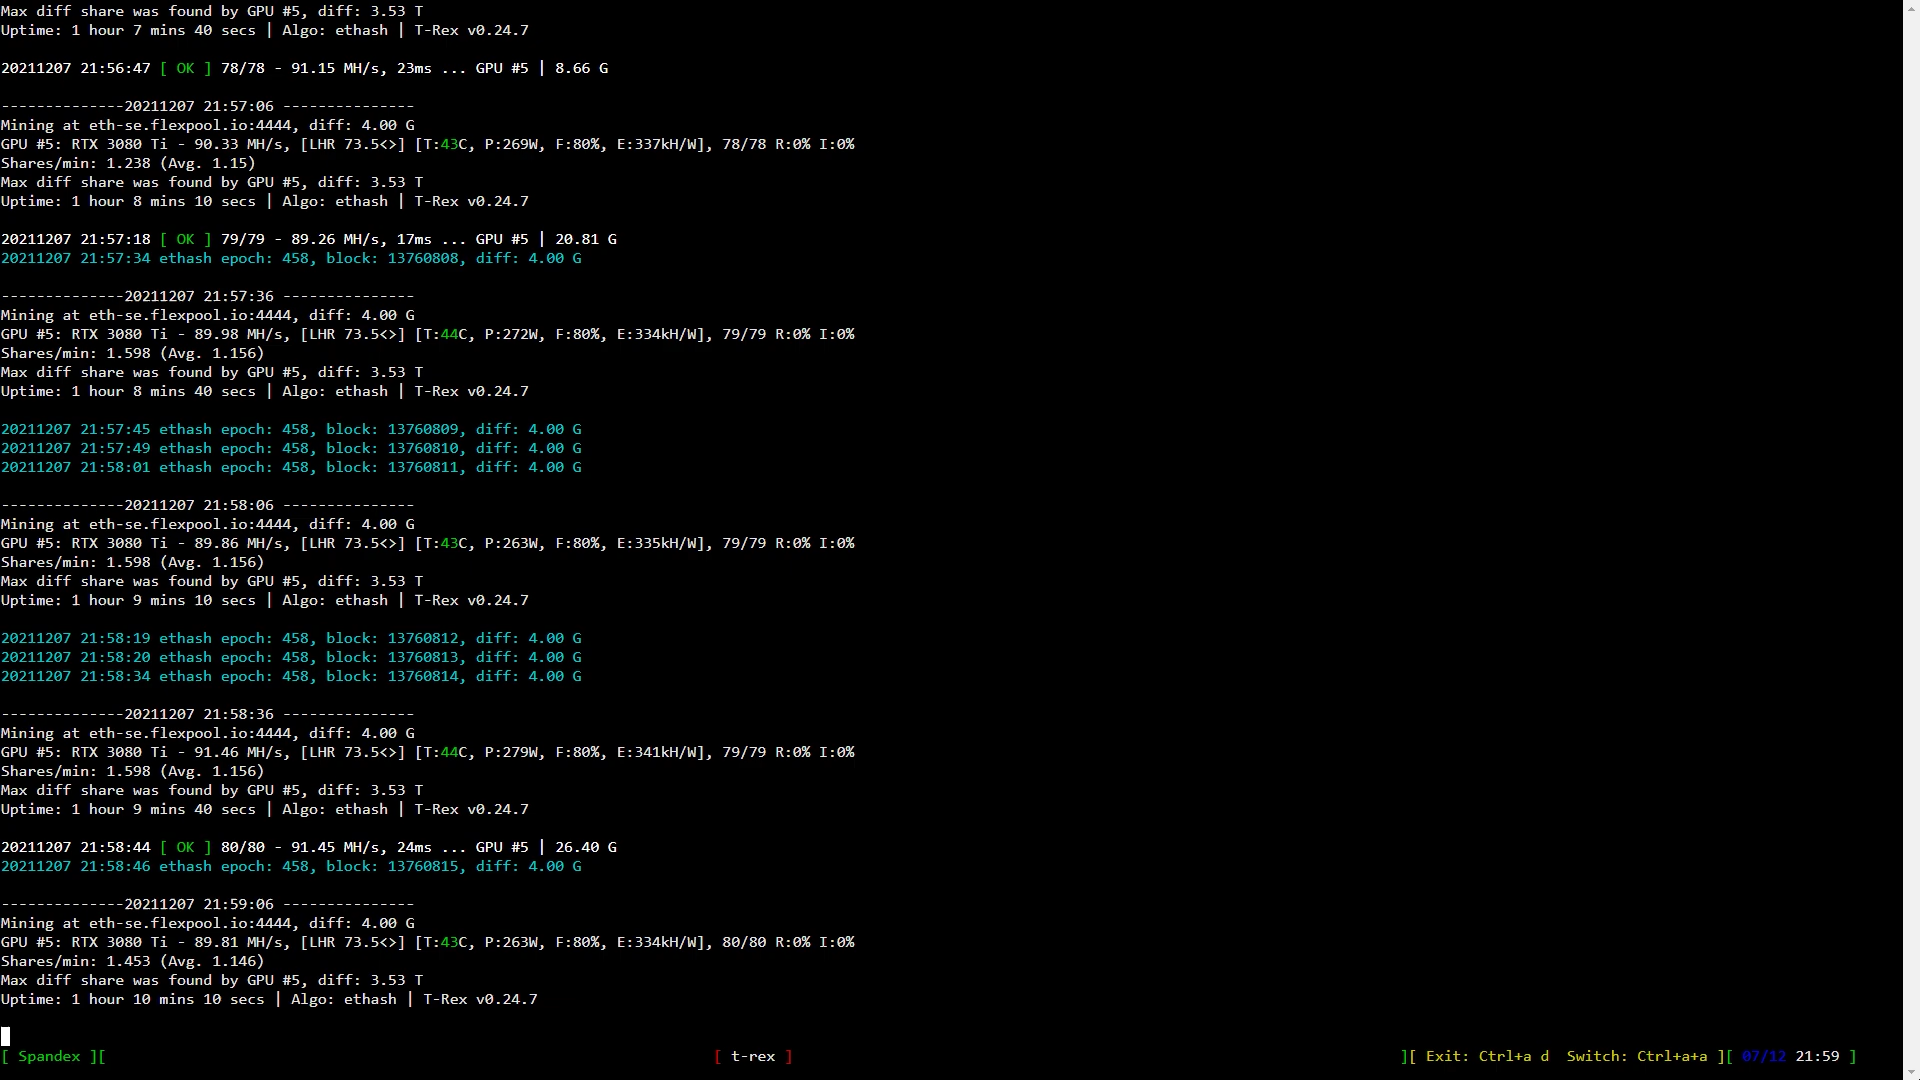 Max diff share was found by GPU #5, diff: 3.53 T
Uptime: 1 hour 7 mins 40 secs | Algo: ethash | T-Rex v0.24.7
20211207 21:56:47 [ OK ] 78/78 - 91.15 MH/s, 23ms ... GPU #5 | 8.66 G
--------------20211207 21:57:06 ---------------
Mining at eth-se.flexpool.io:4444, diff: 4.00 G
GPU #5: RTX 3080 Ti - 90.33 MH/s, [LHR 73.5<>] [T:43C, P:269W, F:80%, E:337kH/W], 78/78 R:0% I:0%
Shares/min: 1.238 (Avg. 1.15)
Max diff share was found by GPU #5, diff: 3.53 T
Uptime: 1 hour 8 mins 10 secs | Algo: ethash | T-Rex v0.24.7
20211207 21:57:18 [ OK ] 79/79 - 89.26 MH/s, 17ms ... GPU #5 | 20.81 G
20211207 21:57:34 ethash epoch: 458, block: 13760808, diff: 4.00 G
--------------20211207 21:57:36 ---------------
Mining at eth-se.flexpool.io:4444, diff: 4.00 G
GPU #5: RTX 3080 Ti - 89.98 MH/s, [LHR 73.5<>] [T:44C, P:272W, F:80%, E:334kH/W], 79/79 R:0% I:0%
Shares/min: 1.598 (Avg. 1.156)
Max diff share was found by GPU #5, diff: 3.53 T
Uptime: 1 hour 8 mins 40 secs | Algo: ethash | T-Rex v0.24.7
20211207 21:57:45 ethash epoch: 458, block: 13760809, diff: 4.00 G
20211207 21:57:49 ethash epoch: 458, block: 13760810, diff: 4.00 G
20211207 21:58:01 ethash epoch: 458, block: 13760811, diff: 4.00 G
--------------20211207 21:58:06 ---------------
Mining at eth-se.flexpool.io:4444, diff: 4.00 G
GPU #5: RTX 3080 Ti - 89.86 MH/s, [LHR 73.5<>] [T:43C, P:263W, F:80%, E:335kH/W], 79/79 R:0% I:0%
Shares/min: 1.598 (Avg. 1.156)
Max diff share was found by GPU #5, diff: 3.53 T
Uptime: 1 hour 9 mins 10 secs | Algo: ethash | T-Rex v0.24.7
20211207 21:58:19 ethash epoch: 458, block: 13760812, diff: 4.00 G
20211207 21:58:20 ethash epoch: 458, block: 13760813, diff: 4.00 G
20211207 21:58:34 ethash epoch: 458, block: 13760814, diff: 4.00 G
--------------20211207 21:58:36 ---------------
Mining at eth-se.flexpool.io:4444, diff: 4.00 G
GPU #5: RTX 3080 Ti - 91.46 MH/s, [LHR 73.5<>] [T:44C, P:279W, F:80%, E:341kH/W], 79/79 R:0% I:0%
Shares/min: 1.598 (Avg. 1.156)
Max diff share was found by GPU #5, diff: 3.53 T
Uptime: 1 hour 9 mins 40 secs | Algo: ethash | T-Rex v0.24.7
20211207 21:58:44 [ OK ] 80/80 - 91.45 MH/s, 24ms ... GPU #5 | 26.40 G
20211207 21:58:46 ethash epoch: 458, block: 13760815, diff: 4.00 G
--------------20211207 21:59:06 ---------------
Mining at eth-se.flexpool.io:4444, diff: 4.00 G
GPU #5: RTX 3080 Ti - 89.81 MH/s, [LHR 73.5<>] [T:43C, P:263W, F:80%, E:334kH/W], 80/80 R:0% I:0%
Shares/min: 1.453 (Avg. 1.146)
Max diff share was found by GPU #5, diff: 3.53 T
Uptime: 1 hour 10 mins 10 secs | Algo: ethash | T-Rex v0.24.7
[ Spandex ][ [ t-rex ] ][ Exit: Ctrl+a d  Switch: Ctrl+a+a ][ 07/12 21:59 ]